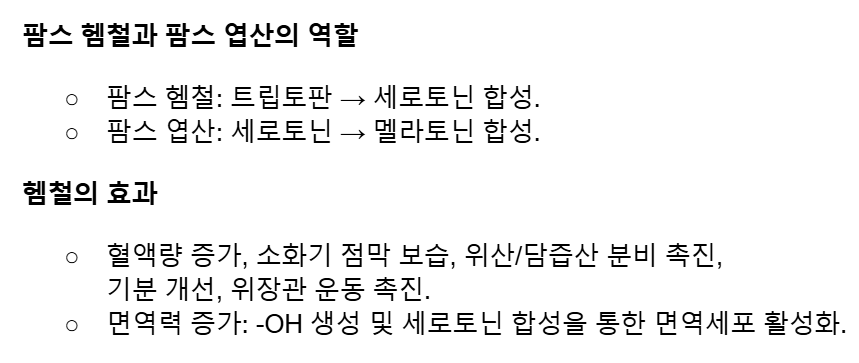 팜스 헴철과 팜스 엽산의 역할
○ 팜스 헴철: 트립토판 → 세로토닌 합성.
○ 팜스 엽산: 세로토닌 → 멜라토닌 합성.
헴철의 효과
○ 혈액량 증가, 소화기 점막 보습, 위산/담즙산 분비 촉진,
기분 개선, 위장관 운동 촉진.
○ 면역력 증가: -OH 생성 및 세로토닌 합성을 통한 면역세포 활성화.